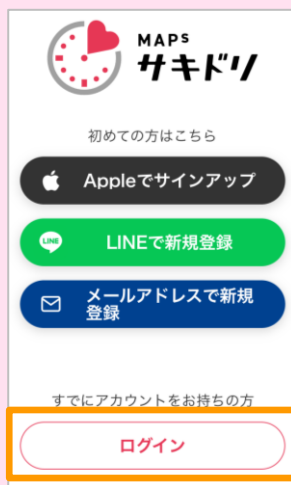 MAPS
サキドリ
初めての方はこちら
Appleでサインアップ
LINE
LINEで新規登録
メールアドレスで新規
登録
すでにアカウントをお持ちの方
ログイン